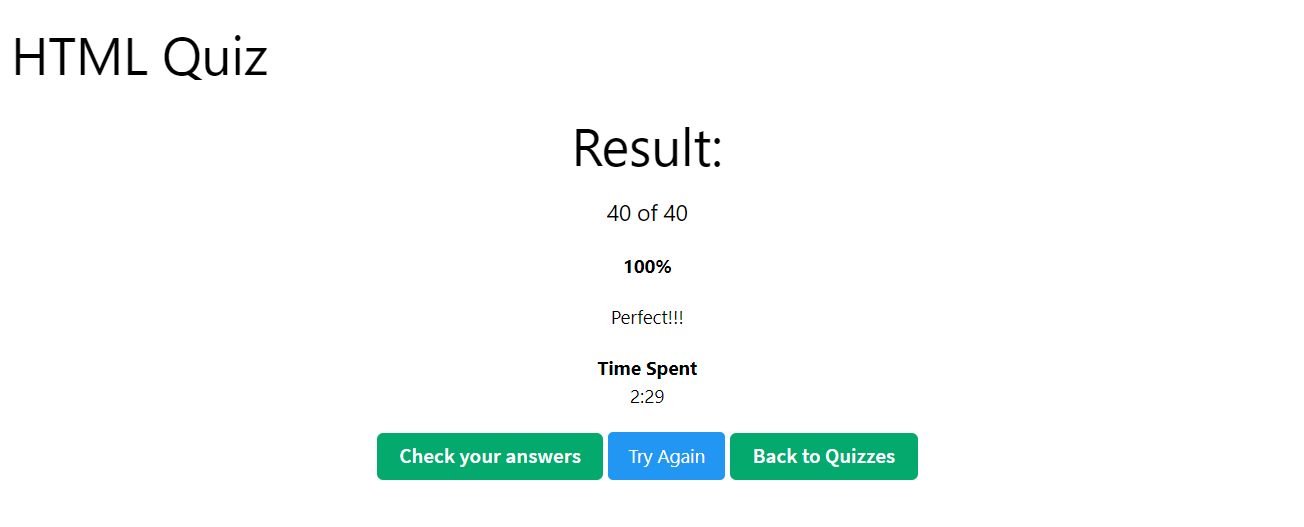 HTML Quiz
Result:
40 of 40
100%
Perfect!!!
Time Spent
2:29
Check your answers Try Again Back to Quizzes